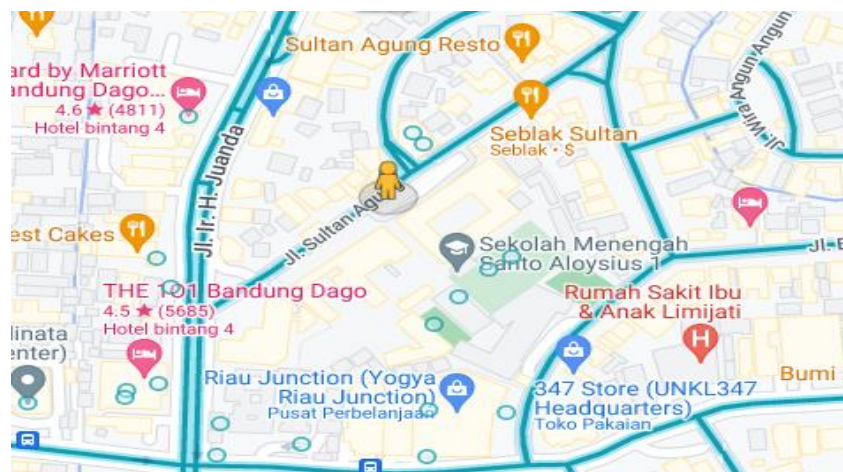 Sultan Agung Resto
ard by Marriott
andung Dago...
4.6 ★ (4811)
Hotel bintang 4
Jl. Ir. H. Juanda
Seblak Sultan
Seblak • $
Jl. Wira Angun Angun
Jl. Sultan Agu
est Cakes
Sekolah Menengah
Santo Aloysius 1
THE 101 Bandung Dago
4.5 ★ (5685)
Hotel bintang 4
Rumah Sakit Ibu
& Anak Limijati
Jl. E
linata
enter)
Riau Junction (Yogya
Riau Junction)
Pusat Perbelanjaan
347 Store (UNKL347
Headquarters)
Toko Pakaian
H
Bumi